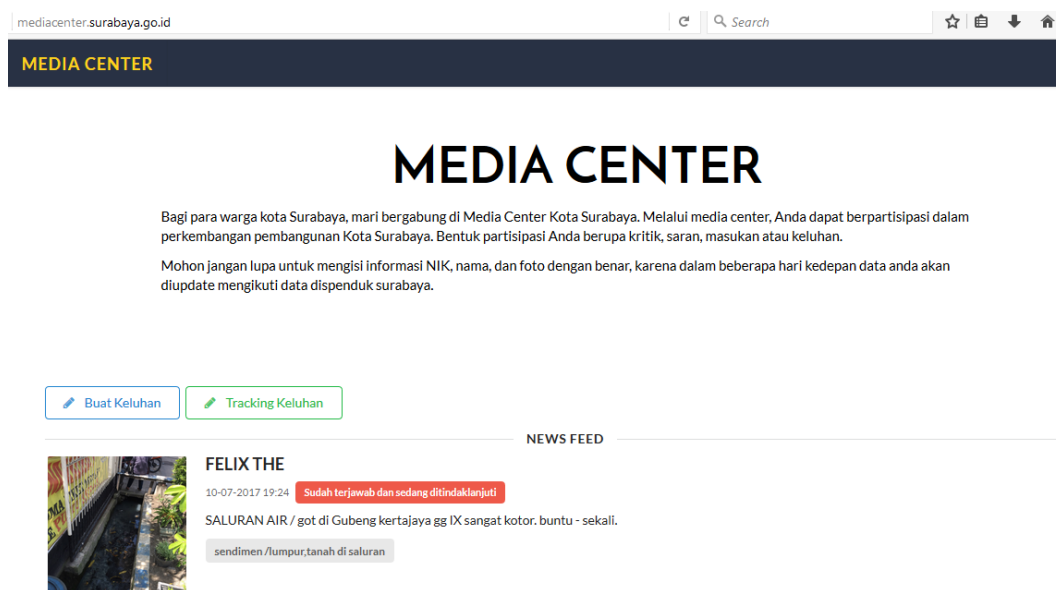 mediacenter.surabaya.go.id
Search
MEDIA CENTER
MEDIA CENTER
Bagi para warga kota Surabaya, mari bergabung di Media Center Kota Surabaya. Melalui media center, Anda dapat berpartisipasi dalam
perkembangan pembangunan Kota Surabaya. Bentuk partisipasi Anda berupa kritik, saran, masukan atau keluhan.
Mohon jangan lupa untuk mengisi informasi NIK, nama, dan foto dengan benar, karena dalam beberapa hari kedepan data anda akan
diupdate mengikuti data dispenduk surabaya.
Buat Keluhan
Tracking Keluhan
NEWS FEED
FELIX THE
10-07-2017 19:24 Sudah terjawab dan sedang ditindaklanjuti
SALURAN AIR / got di Gubeng kertajaya gg IX sangat kotor. buntu - sekali.
sendimen /lumpur,tanah di saluran